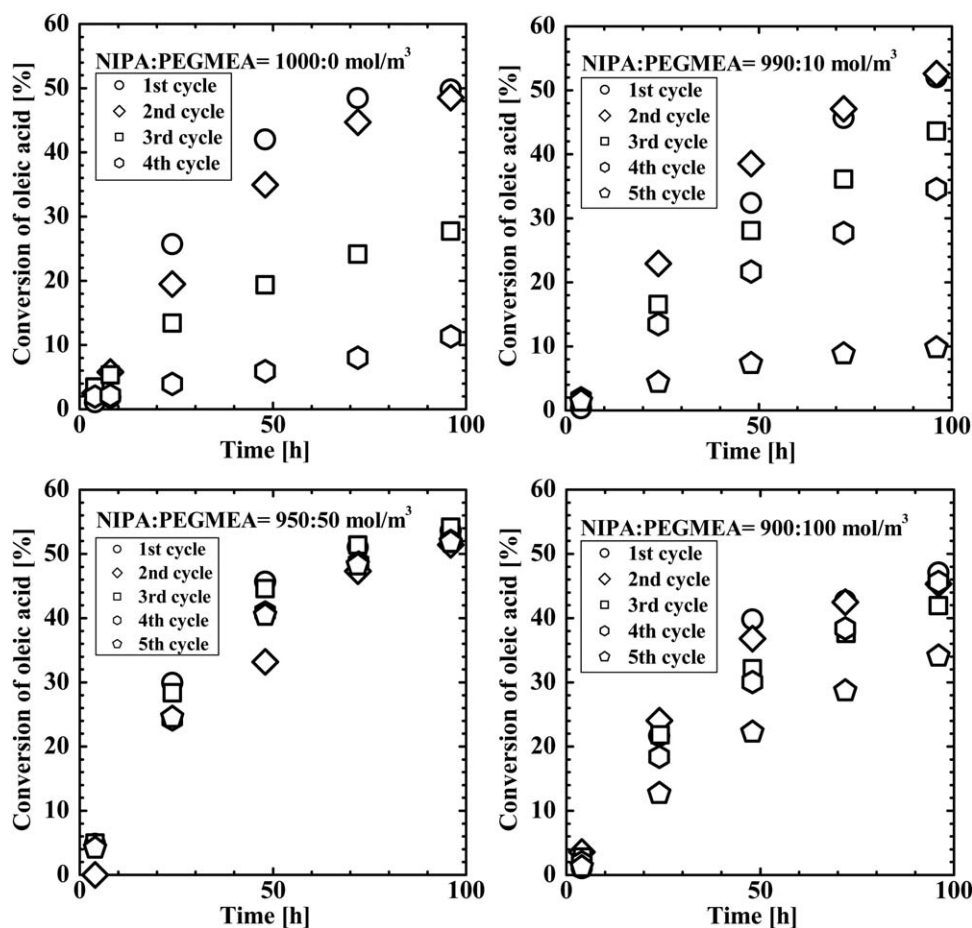 NIPA:PEGMEA= 1000:0 mol/m³
1st cycle
2nd cycle
3rd cycle
4th cycle
Conversion of oleic acid [%]
60
50
40
30
20
10
0
0 50 100
Time [h]
NIPA:PEGMEA= 990:10 mol/m³
1st cycle
2nd cycle
3rd cycle
4th cycle
5th cycle
Conversion of oleic acid [%]
60
50
40
30
20
10
0
0 50 100
Time [h]
NIPA:PEGMEA= 950:50 mol/m³
1st cycle
2nd cycle
3rd cycle
4th cycle
5th cycle
Conversion of oleic acid [%]
60
50
40
30
20
10
0
0 50 100
Time [h]
NIPA:PEGMEA= 900:100 mol/m³
1st cycle
2nd cycle
3rd cycle
4th cycle
5th cycle
Conversion of oleic acid [%]
60
50
40
30
20
10
0
0 50 100
Time [h]